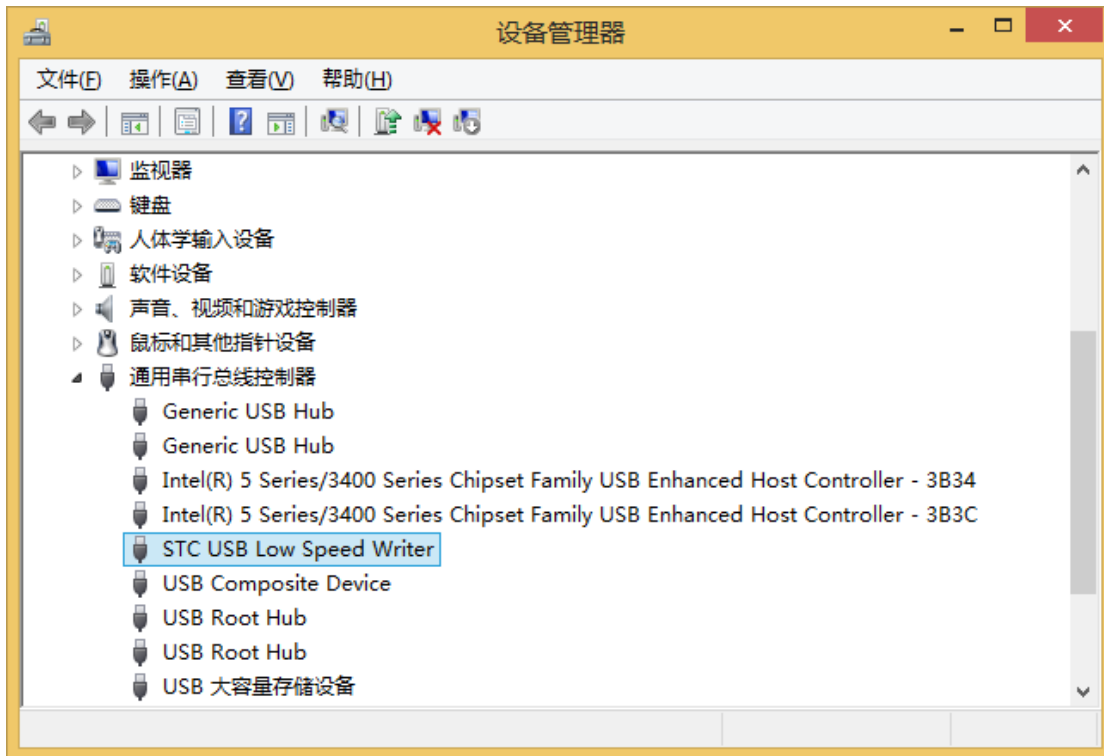 设备管理器
文件(F) 操作(A) 查看(V) 帮助(H)
监视器
键盘
人体学输入设备
软件设备
声音、视频和游戏控制器
鼠标和其他指针设备
通用串行总线控制器
Generic USB Hub
Generic USB Hub
Intel(R) 5 Series/3400 Series Chipset Family USB Enhanced Host Controller - 3B34
Intel(R) 5 Series/3400 Series Chipset Family USB Enhanced Host Controller - 3B3C
STC USB Low Speed Writer
USB Composite Device
USB Root Hub
USB Root Hub
USB 大容量存储设备